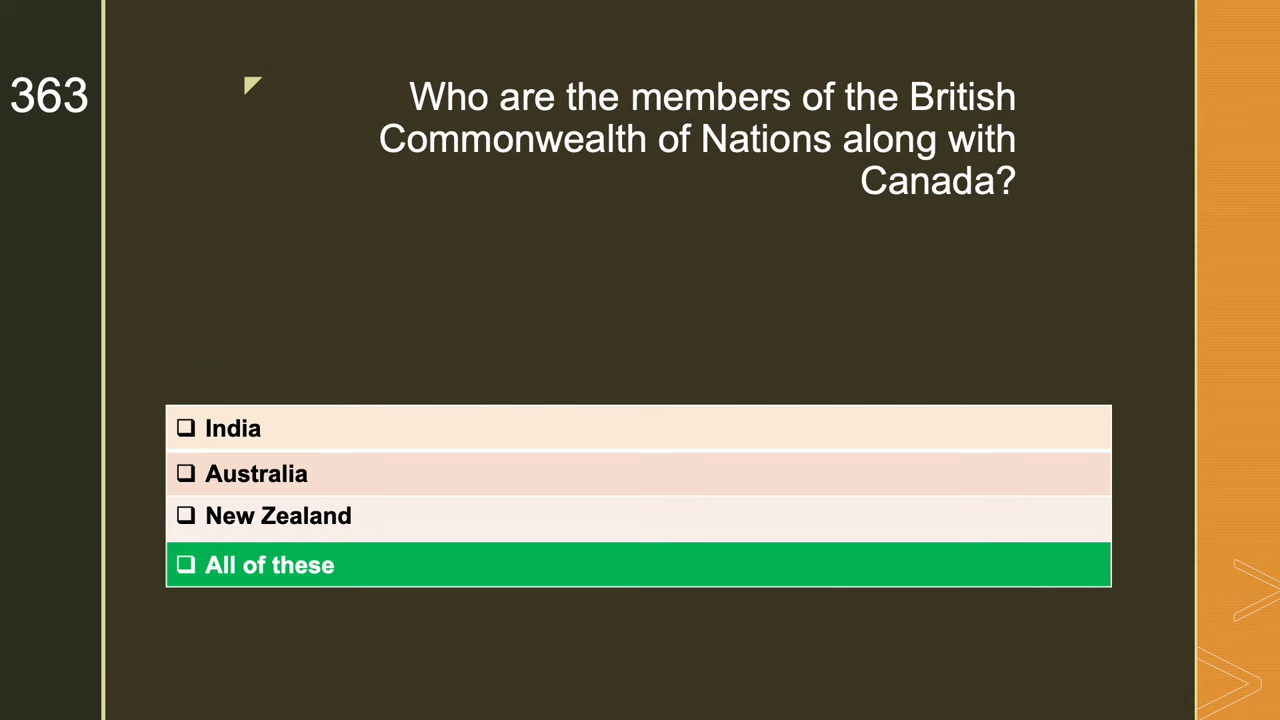 363
Who are the members of the British
Commonwealth of Nations along with
Canada?
India
Australia
New Zealand
All of these